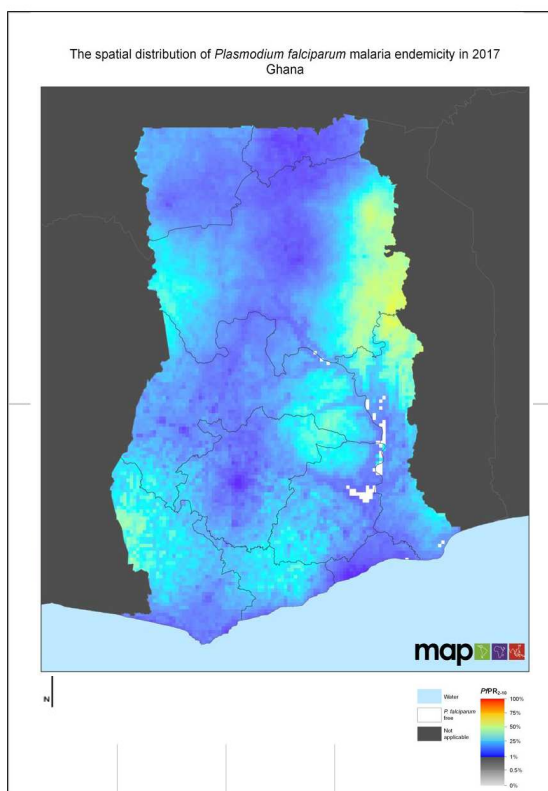 The spatial distribution of Plasmodium falciparum malaria endemicity in 2017
Ghana
map
N
Water
P. falciparum
free
Not
applicable
PfPR2-10
100%
75%
50%
25%
1%
0.5%
0%